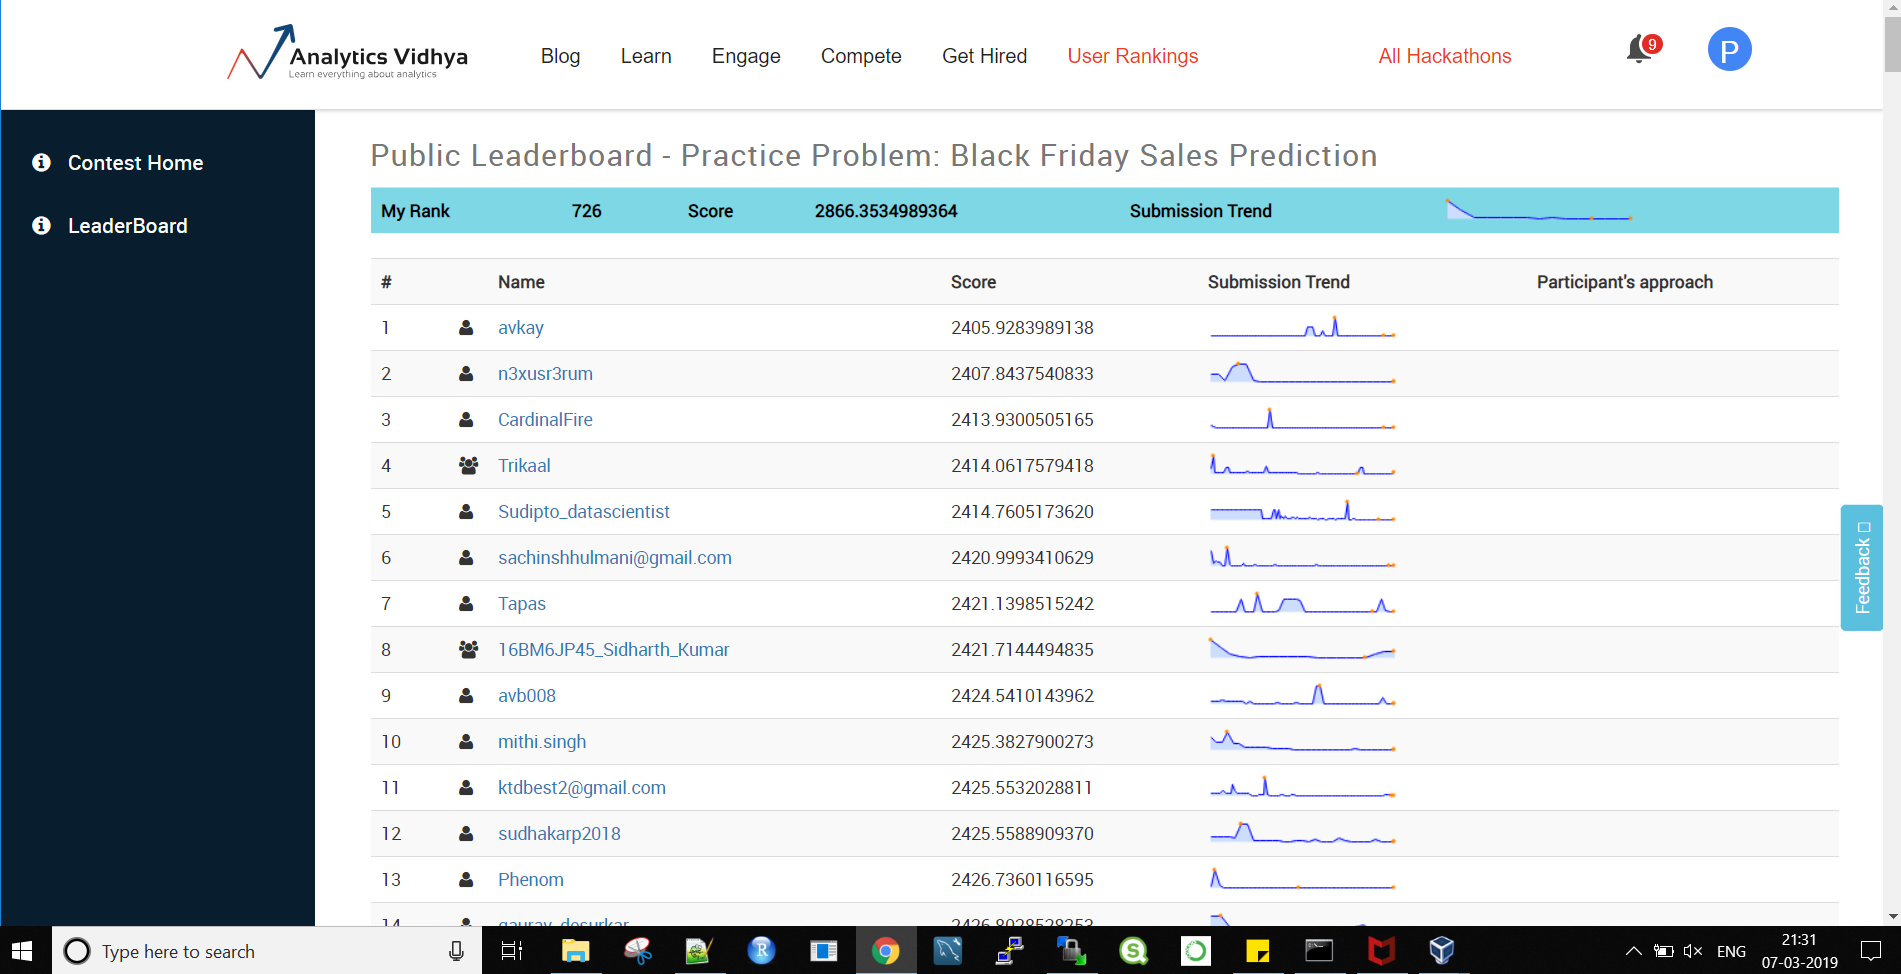 Analytics Vidhya
Learn everything about analytics
Blog Learn Engage Compete Get Hired User Rankings All Hackathons 9 P
Contest Home
LeaderBoard
Public Leaderboard - Practice Problem: Black Friday Sales Prediction
My Rank 726 Score 2866.3534989364 Submission Trend
# Name Score Submission Trend Participant's approach
1 avkay 2405.9283989138
2 n3xusr3rum 2407.8437540833
3 CardinalFire 2413.9300505165
4 Trikaal 2414.0617579418
5 Sudipto_datascientist 2414.7605173620
6 sachinshhulmani@gmail.com 2420.9993410629
7 Tapas 2421.1398515242
8 16BM6JP45_Sidharth_Kumar 2421.7144494835
9 avb008 2424.5410143962
10 mithi.singh 2425.3827900273
11 ktdbest2@gmail.com 2425.5532028811
12 sudhakarp2018 2425.5588909370
13 Phenom 2426.7360116595
14 gaurav_desurkar 2426.8028528253
Feedback
Type here to search
ENG
21:31
07-03-2019